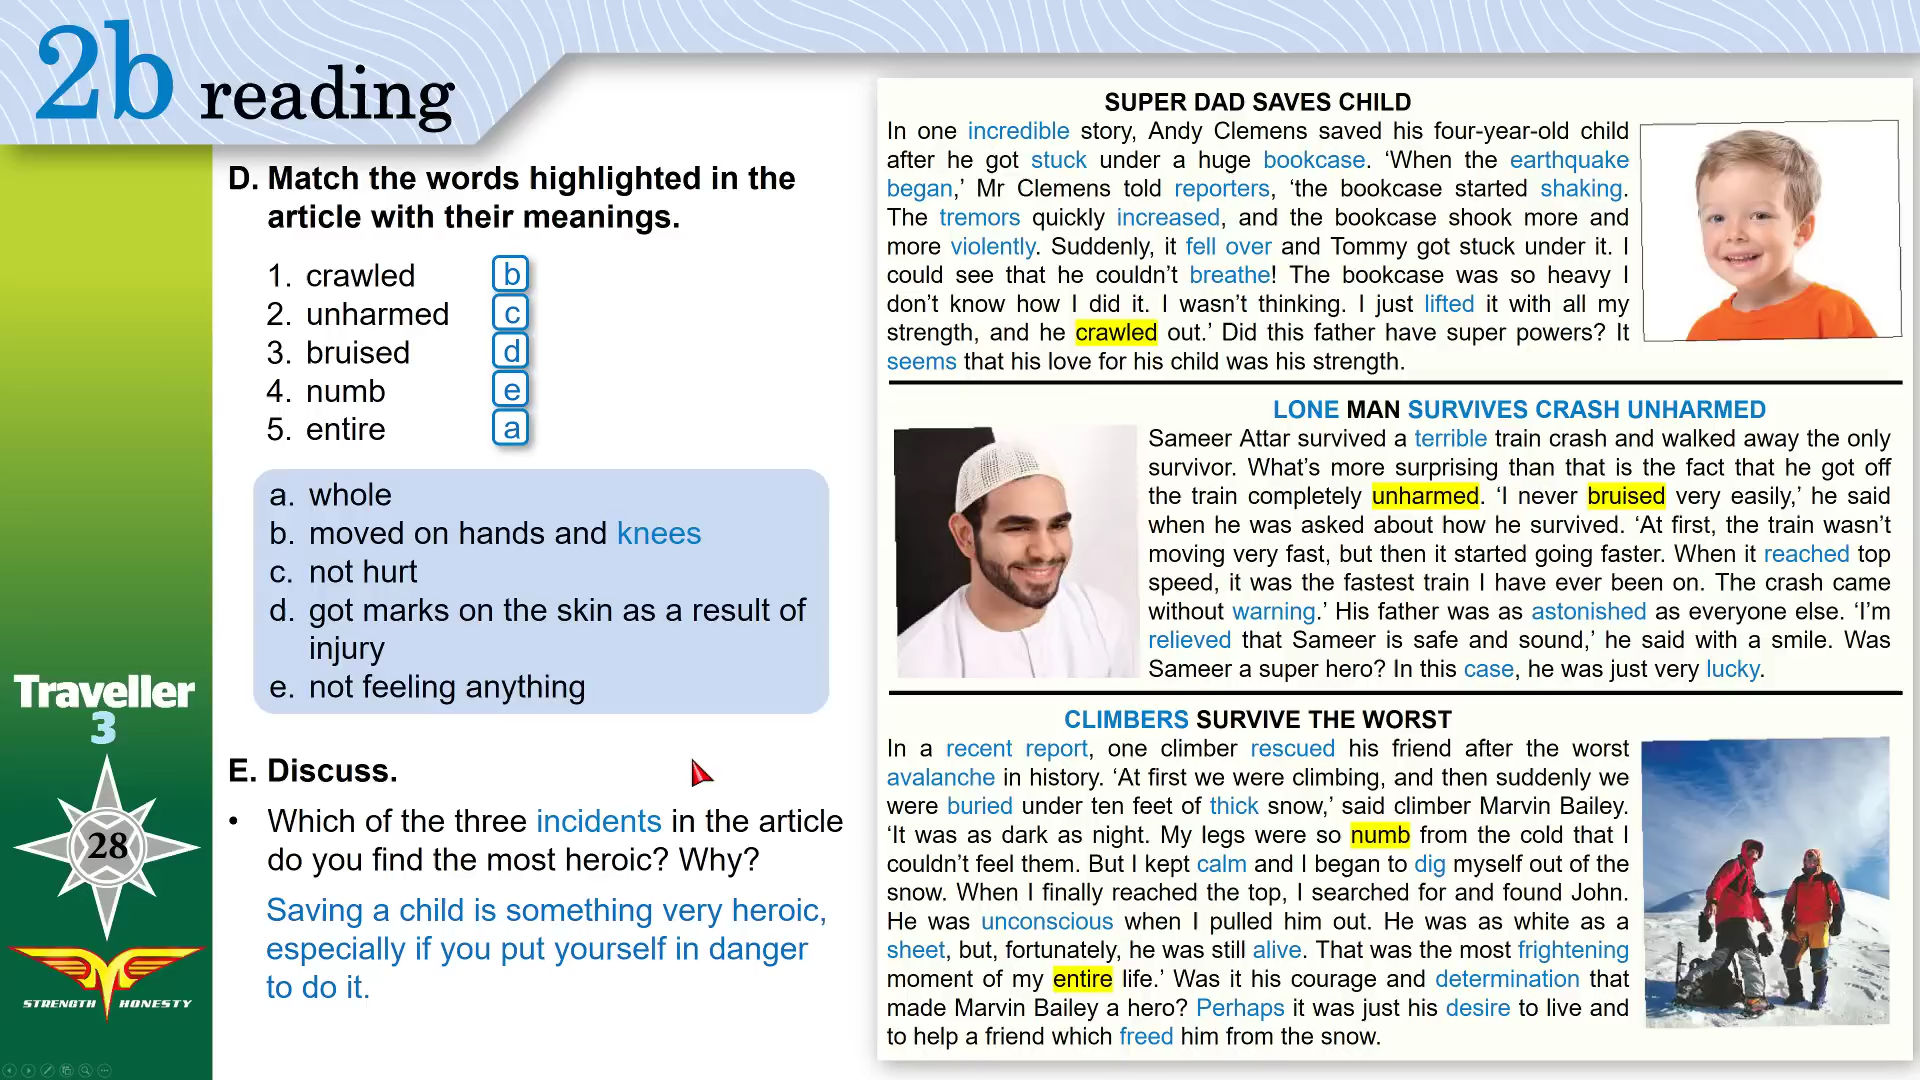 2b reading
D. Match the words highlighted in the
article with their meanings.
1. crawled b
2. unharmed c
3. bruised d
4. numb e
5. entire a
a. whole
b. moved on hands and knees
c. not hurt
d. got marks on the skin as a result of
injury
e. not feeling anything
E. Discuss.
• Which of the three incidents in the article
do you find the most heroic? Why?
Saving a child is something very heroic,
especially if you put yourself in danger
to do it.
Traveller
3
28
STRENGTH HONESTY
SUPER DAD SAVES CHILD
In one incredible story, Andy Clemens saved his four-year-old child
after he got stuck under a huge bookcase. ‘When the earthquake
began,’ Mr Clemens told reporters, ‘the bookcase started shaking.
The tremors quickly increased, and the bookcase shook more and
more violently. Suddenly, it fell over and Tommy got stuck under it. I
could see that he couldn’t breathe! The bookcase was so heavy I
don’t know how I did it. I wasn’t thinking. I just lifted it with all my
strength, and he crawled out.’ Did this father have super powers? It
seems that his love for his child was his strength.
LONE MAN SURVIVES CRASH UNHARMED
Sameer Attar survived a terrible train crash and walked away the only
survivor. What’s more surprising than that is the fact that he got off
the train completely unharmed. ‘I never bruised very easily,’ he said
when he was asked about how he survived. ‘At first, the train wasn’t
moving very fast, but then it started going faster. When it reached top
speed, it was the fastest train I have ever been on. The crash came
without warning.’ His father was as astonished as everyone else. ‘I’m
relieved that Sameer is safe and sound,’ he said with a smile. Was
Sameer a super hero? In this case, he was just very lucky.
CLIMBERS SURVIVE THE WORST
In a recent report, one climber rescued his friend after the worst
avalanche in history. ‘At first we were climbing, and then suddenly we
were buried under ten feet of thick snow,’ said climber Marvin Bailey.
‘It was as dark as night. My legs were so numb from the cold that I
couldn’t feel them. But I kept calm and I began to dig myself out of the
snow. When I finally reached the top, I searched for and found John.
He was unconscious when I pulled him out. He was as white as a
sheet, but, fortunately, he was still alive. That was the most frightening
moment of my entire life.’ Was it his courage and determination that
made Marvin Bailey a hero? Perhaps it was just his desire to live and
to help a friend which freed him from the snow.